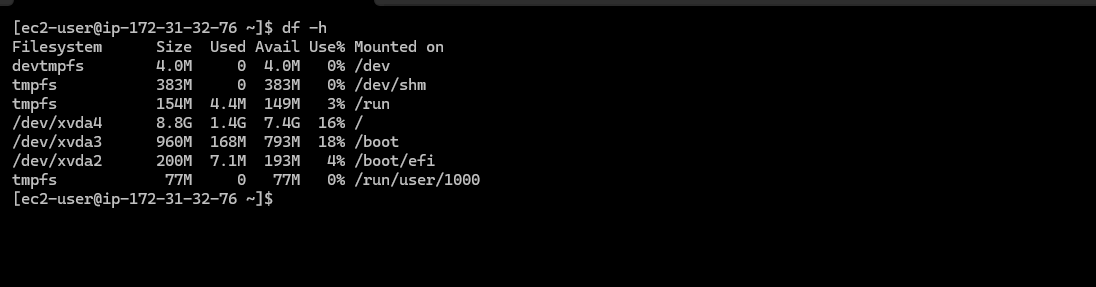 [ec2-user@ip-172-31-32-76 ~]$ df -h
Filesystem      Size  Used Avail Use% Mounted on
devtmpfs        4.0M     0  4.0M   0% /dev
tmpfs           383M     0  383M   0% /dev/shm
tmpfs           154M  4.4M  149M   3% /run
/dev/xvda4      8.8G  1.4G  7.4G  16% /
/dev/xvda3      960M  168M  793M  18% /boot
/dev/xvda2      200M  7.1M  193M   4% /boot/efi
tmpfs            77M     0   77M   0% /run/user/1000
[ec2-user@ip-172-31-32-76 ~]$